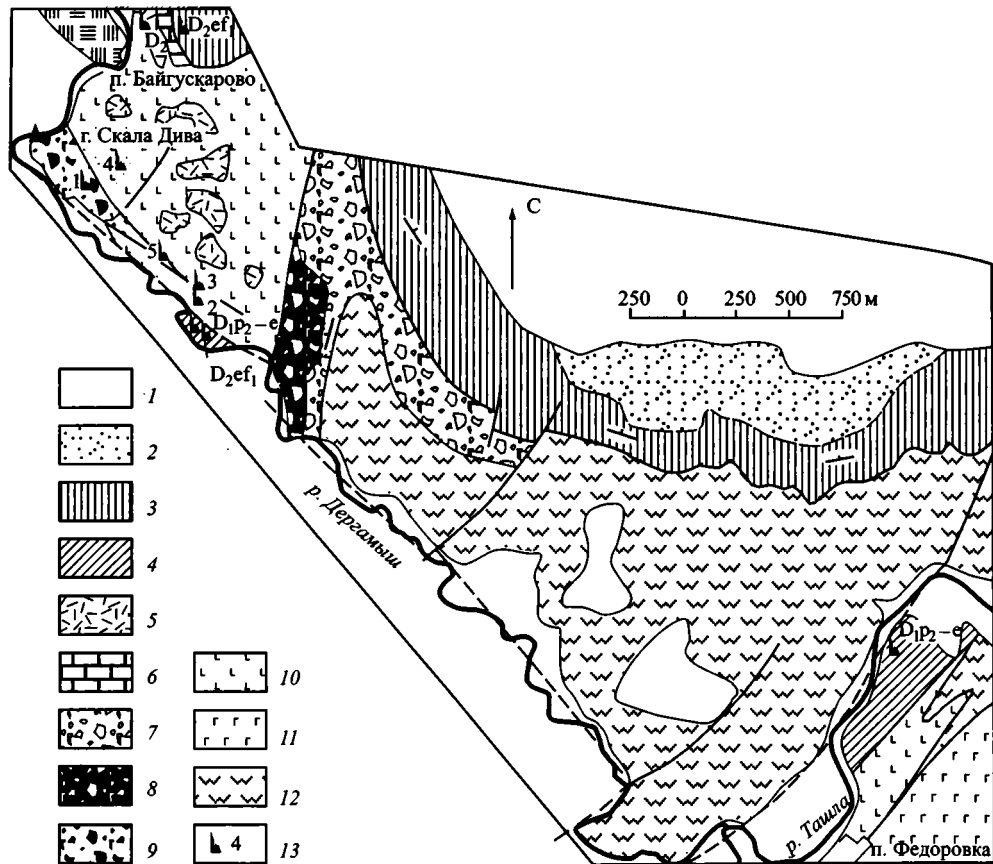 D₂
D₂ef
п. Байгускарово
г. Скала Дива
4
1
5
3
2
D₁p₂–e
D₂ef₁
С
250 0 250 500 750 м
р. Дергамыш
D₁p₂–e
р. Ташла
п. Федоровка
1
2
3
4
5
6
7
8
9
10
11
12
4 13